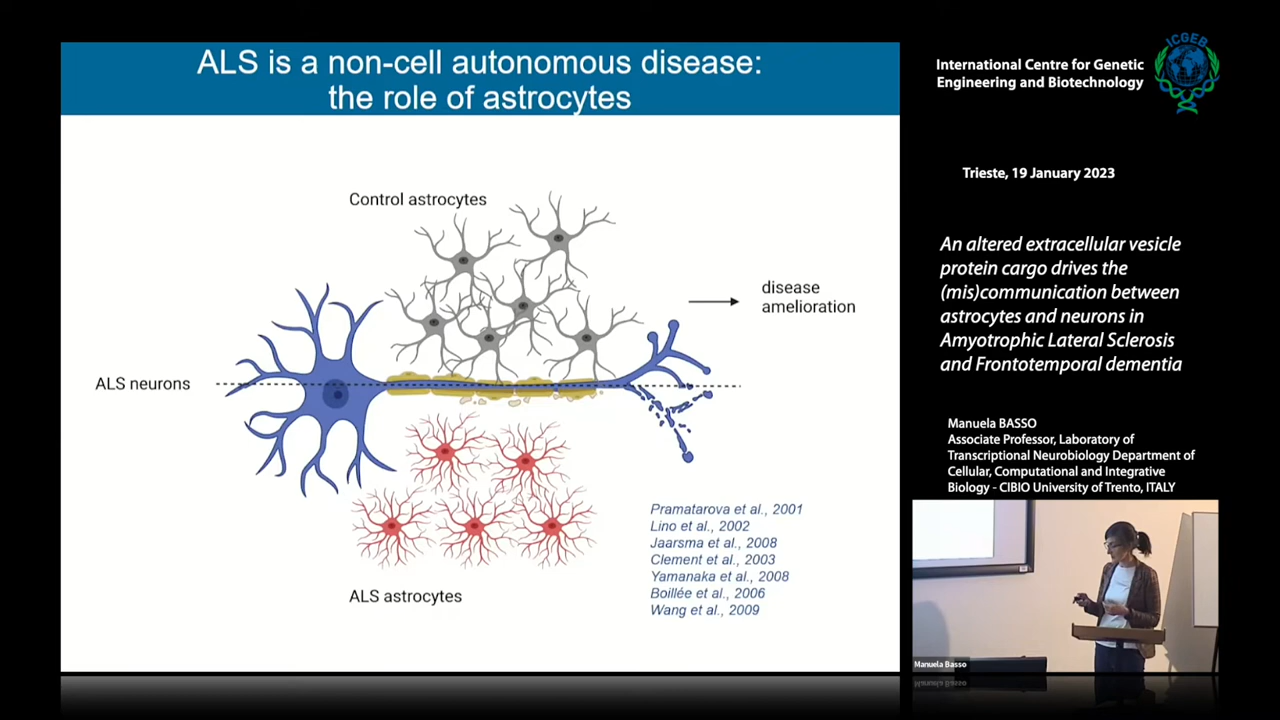 ALS is a non-cell autonomous disease:
the role of astrocytes
Control astrocytes
disease
amelioration
ALS neurons
ALS astrocytes
Pramatarova et al., 2001
Lino et al., 2002
Jaarsma et al., 2008
Clement et al., 2003
Yamanaka et al., 2008
Boillée et al., 2006
Wang et al., 2009
International Centre for Genetic
Engineering and Biotechnology
ICGEB
Trieste, 19 January 2023
An altered extracellular vesicle
protein cargo drives the
(mis)communication between
astrocytes and neurons in
Amyotrophic Lateral Sclerosis
and Frontotemporal dementia
Manuela BASSO
Associate Professor, Laboratory of
Transcriptional Neurobiology Department of
Cellular, Computational and Integrative
Biology - CIBIO University of Trento, ITALY
Manuela Basso